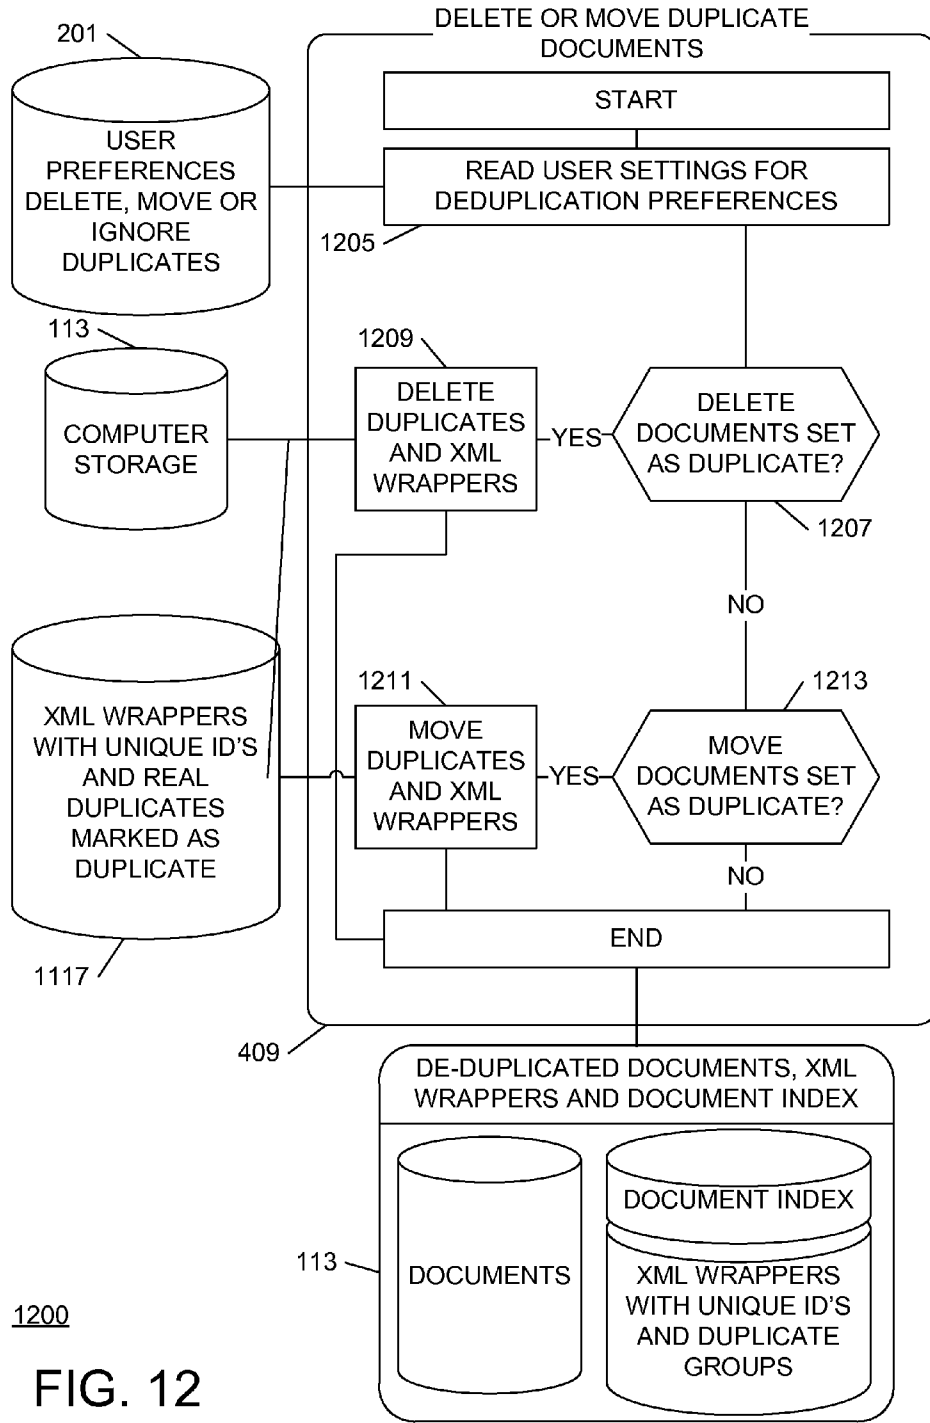 DELETE OR MOVE DUPLICATE
DOCUMENTS
201
START
USER
PREFERENCES
DELETE, MOVE OR
IGNORE
DUPLICATES
READ USER SETTINGS FOR
DEDUPLICATION PREFERENCES
1205
113
COMPUTER
STORAGE
1209
DELETE
DUPLICATES
AND XML
WRAPPERS
YES
DELETE
DOCUMENTS SET
AS DUPLICATE?
1207
NO
XML WRAPPERS
WITH UNIQUE ID'S
AND REAL
DUPLICATES
MARKED AS
DUPLICATE
1117
1211
MOVE
DUPLICATES
AND XML
WRAPPERS
YES
1213
MOVE
DOCUMENTS SET
AS DUPLICATE?
NO
END
409
DE-DUPLICATED DOCUMENTS, XML
WRAPPERS AND DOCUMENT INDEX
113
DOCUMENTS
DOCUMENT INDEX
XML WRAPPERS
WITH UNIQUE ID'S
AND DUPLICATE
GROUPS
1200
FIG. 12